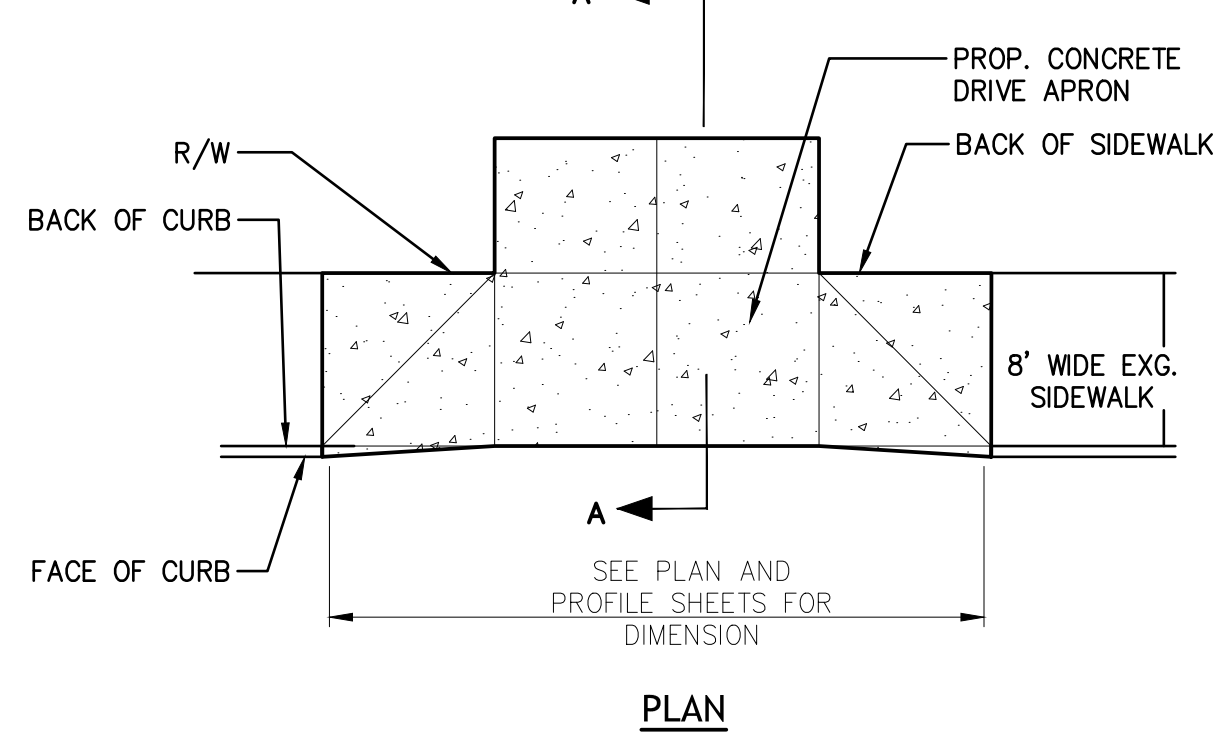 A
PROP. CONCRETE
DRIVE APRON
BACK OF SIDEWALK
R/W
BACK OF CURB
8' WIDE EXG.
SIDEWALK
A
FACE OF CURB
SEE PLAN AND
PROFILE SHEETS FOR
DIMENSION
PLAN